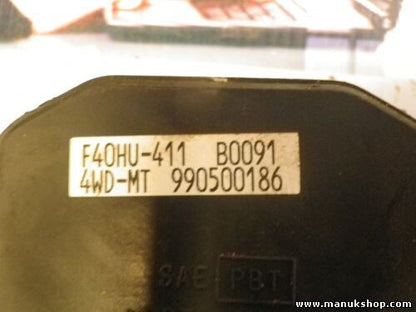 F40HU-411 B0091
4WD-MT 990500186
SAE PBT
www.manukshop.com